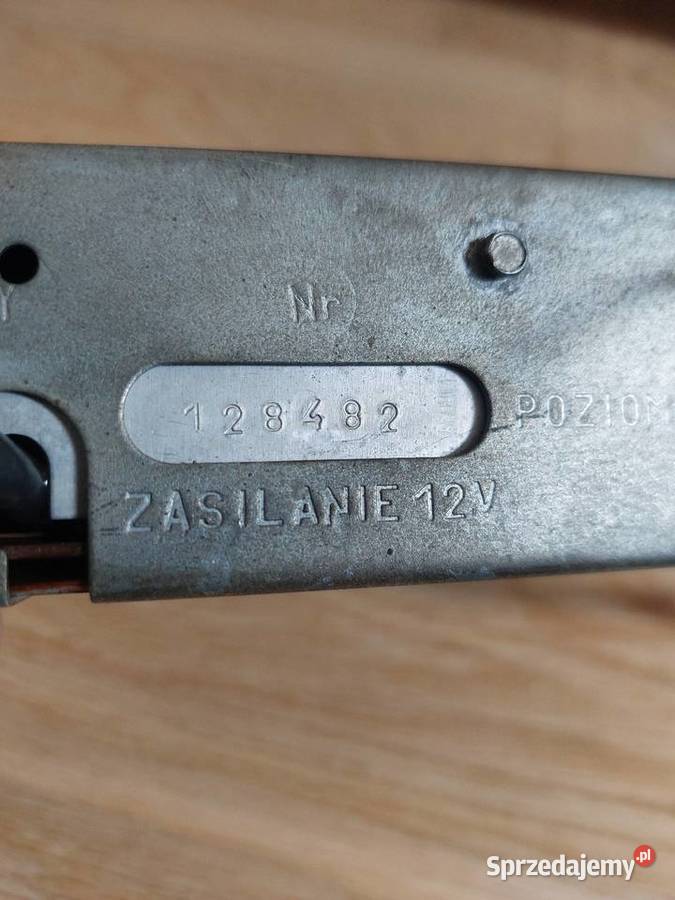 Y
Nr
128482
POZIOM
ZASILANIE 12V
Sprzedajemy.pl